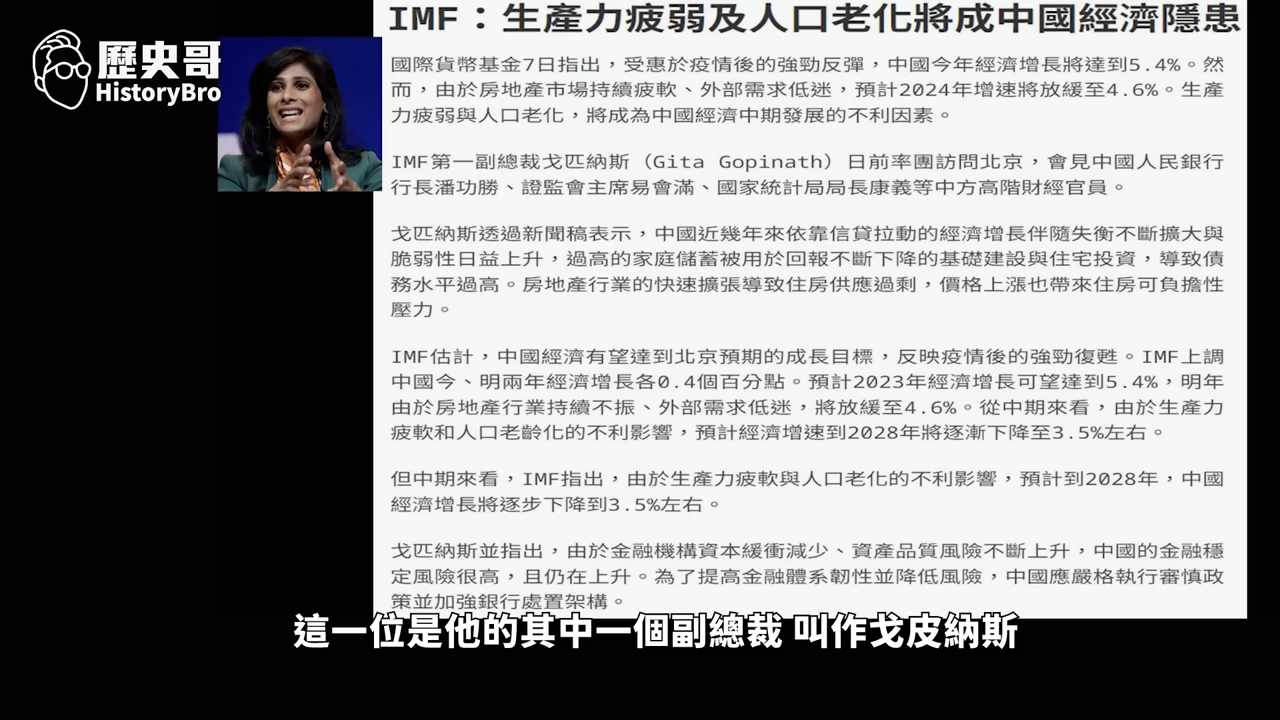 歷史哥
HistoryBro
IMF：生產力疲弱及人口老化將成中國經濟隱患
國際貨幣基金7日指出，受惠於疫情後的強勁反彈，中國今年經濟增長將達到5.4%。然
而，由於房地產市場持續疲軟、外部需求低迷，預計2024年增速將放緩至4.6%。生產
力疲弱與人口老化，將成為中國經濟中期發展的不利因素。
IMF第一副總裁戈匹納斯（Gita Gopinath）日前率團訪問北京，會見中國人民銀行
行長潘功勝、證監會主席易會滿、國家統計局局長康義等中方高階財經官員。
戈匹納斯透過新聞稿表示，中國近幾年來依靠信貸拉動的經濟增長伴隨失衡不斷擴大與
脆弱性日益上升，過高的家庭儲蓄被用於回報不斷下降的基礎建設與住宅投資，導致債
務水平過高。房地產行業的快速擴張導致住房供應過剩，價格上漲也帶來住房可負擔性
壓力。
IMF估計，中國經濟有望達到北京預期的成長目標，反映疫情後的強勁復甦。IMF上調
中國今、明兩年經濟增長各0.4個百分點。預計2023年經濟增長可望達到5.4%，明年
由於房地產行業持續不振、外部需求低迷，將放緩至4.6%。從中期來看，由於生產力
疲軟和人口老齡化的不利影響，預計經濟增速到2028年將逐漸下降至3.5%左右。
但中期來看，IMF指出，由於生產力疲軟與人口老化的不利影響，預計到2028年，中國
經濟增長將逐步下降到3.5%左右。
戈匹納斯並指出，由於金融機構資本緩衝減少、資產品質風險不斷上升，中國的金融穩
定風險很高，且仍在上升。為了提高金融體系韌性並降低風險，中國應嚴格執行審慎政
策並加強銀行處置架構。
這一位是他的其中一個副總裁 叫作戈皮納斯